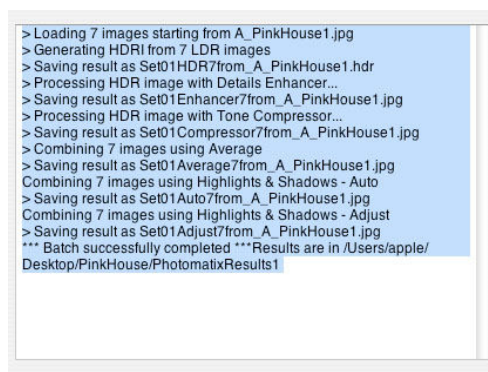 > Loading 7 images starting from A_PinkHouse1.jpg
> Generating HDRI from 7 LDR images
> Saving result as Set01HDR7from_A_PinkHouse1.hdr
> Processing HDR image with Details Enhancer...
> Saving result as Set01Enhancer7from_A_PinkHouse1.jpg
> Processing HDR image with Tone Compressor...
> Saving result as Set01Compressor7from_A_PinkHouse1.jpg
> Combining 7 images using Average
> Saving result as Set01Average7from_A_PinkHouse1.jpg
Combining 7 images using Highlights & Shadows - Auto
> Saving result as Set01Auto7from_A_PinkHouse1.jpg
Combining 7 images using Highlights & Shadows - Adjust
> Saving result as Set01Adjust7from_A_PinkHouse1.jpg
*** Batch successfully completed ***Results are in /Users/apple/
Desktop/PinkHouse/PhotomatixResults1